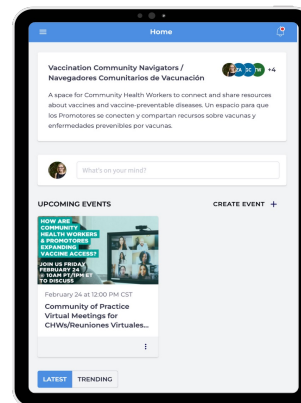 Home
Vaccination Community Navigators /
Navegadores Comunitarios de Vacunación
ZA
TW
+4
A space for Community Health Workers to connect and share resources
about vaccines and vaccine-preventable diseases. Un espacio para que
los Promotores se conecten y compartan recursos sobre vacunas y
enfermedades prevenibles por vacunas.
What's on your mind?
UPCOMING EVENTS
CREATE EVENT +
HOW ARE
COMMUNITY
HEALTH WORKERS
& PROMOTORES
EXPANDING
VACCINE ACCESS?
JOIN US FRIDAY,
FEBRUARY 24
@ 10AM PT/1PM ET
TO DISCUSS
February 24 at 12:00 PM CST
Community of Practice
Virtual Meetings for
CHWs/Reuniones Virtuales...
LATEST
TRENDING